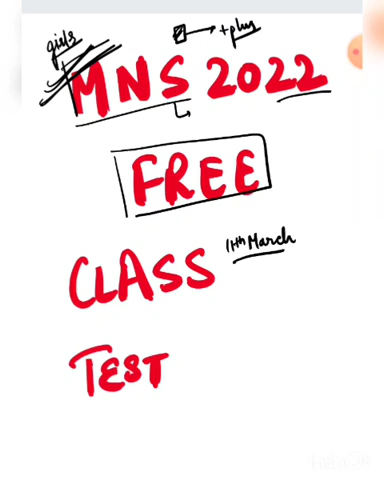 girls +plus
MNS 2022
FREE
11th March
CLASS
TEST